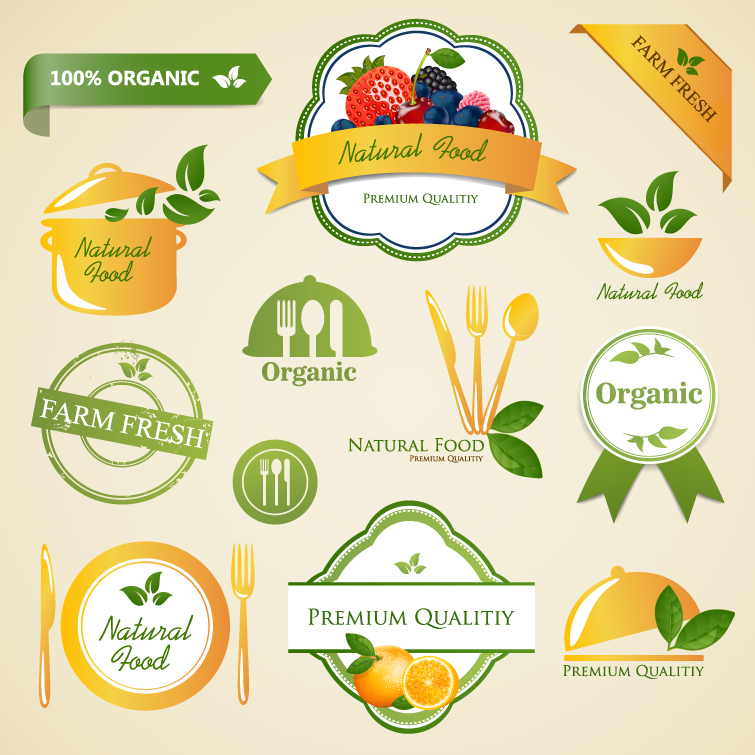 100% ORGANIC
Natural Food
PREMIUM QUALITIY
FARM FRESH
Natural
Food
Natural Food
Organic
FARM FRESH
NATURAL FOOD
PREMIUM QUALITIY
Organic
Natural
Food
PREMIUM QUALITIY
PREMIUM QUALITIY